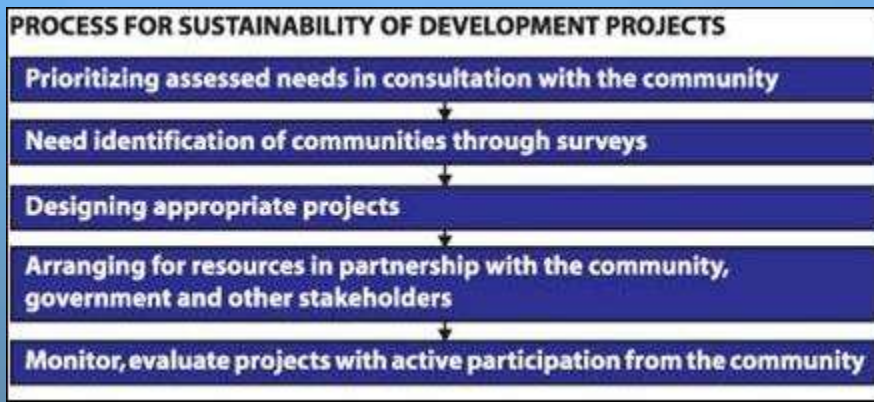 PROCESS FOR SUSTAINABILITY OF DEVELOPMENT PROJECTS
Prioritizing assessed needs in consultation with the community
Need identification of communities through surveys
Designing appropriate projects
Arranging for resources in partnership with the community,
government and other stakeholders
Monitor, evaluate projects with active participation from the community